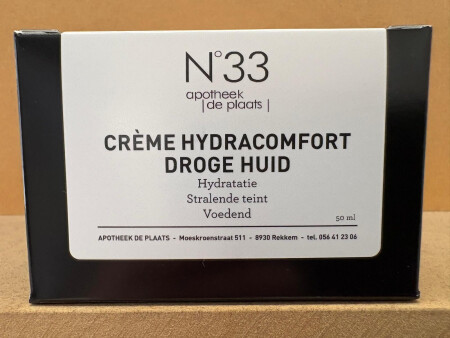 N°33
apotheek
| de plaats |
CRÈME HYDRACOMFORT
DROGE HUID
Hydratatie
Stralende teint
Voedend
50 ml
APOTHEEK DE PLAATS - Moeskroenstraat 511 - 8930 Rekkem - tel. 056 41 23 06